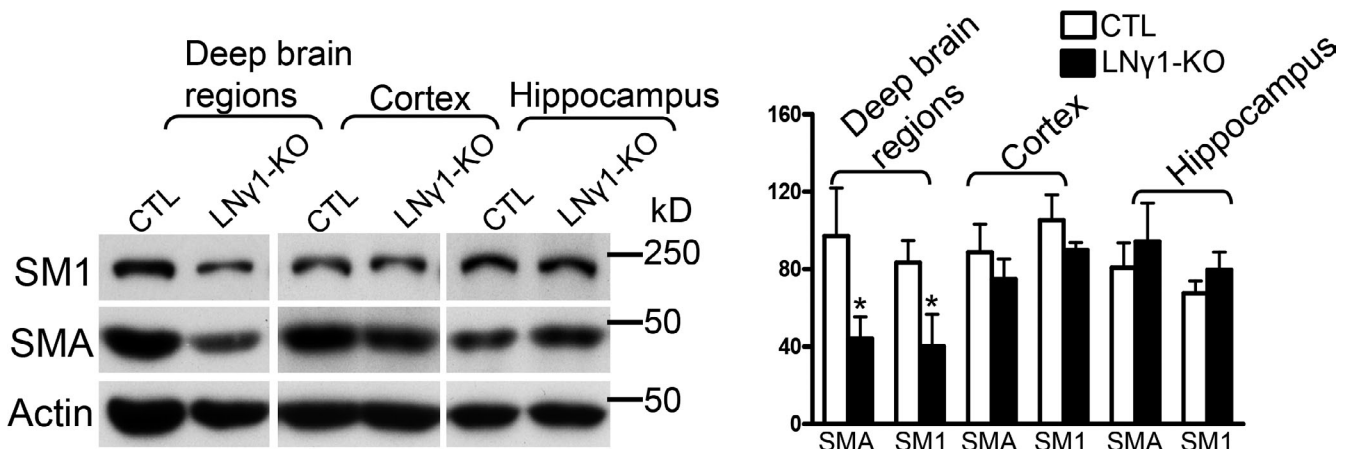 Deep brain
regions
Cortex
Hippocampus
CTL
LNγ1-KO
CTL
LNγ1-KO
CTL
LNγ1-KO
kD
SM1
250
SMA
50
Actin
50
CTL
LNγ1-KO
Deep brain
regions
Cortex
Hippocampus
160
120
80
40
0
*
*
SMA SM1 SMA SM1 SMA SM1